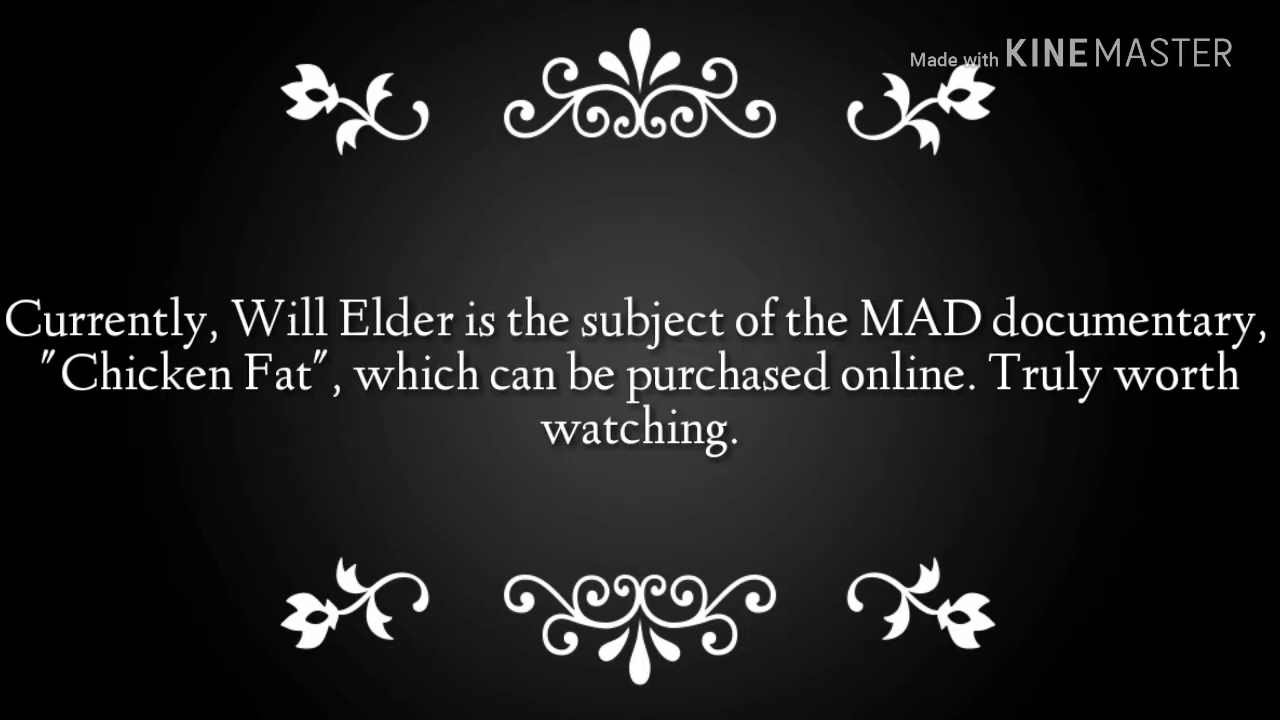 Made with KINEMASTER
Currently, Will Elder is the subject of the MAD documentary,
"Chicken Fat", which can be purchased online. Truly worth
watching.